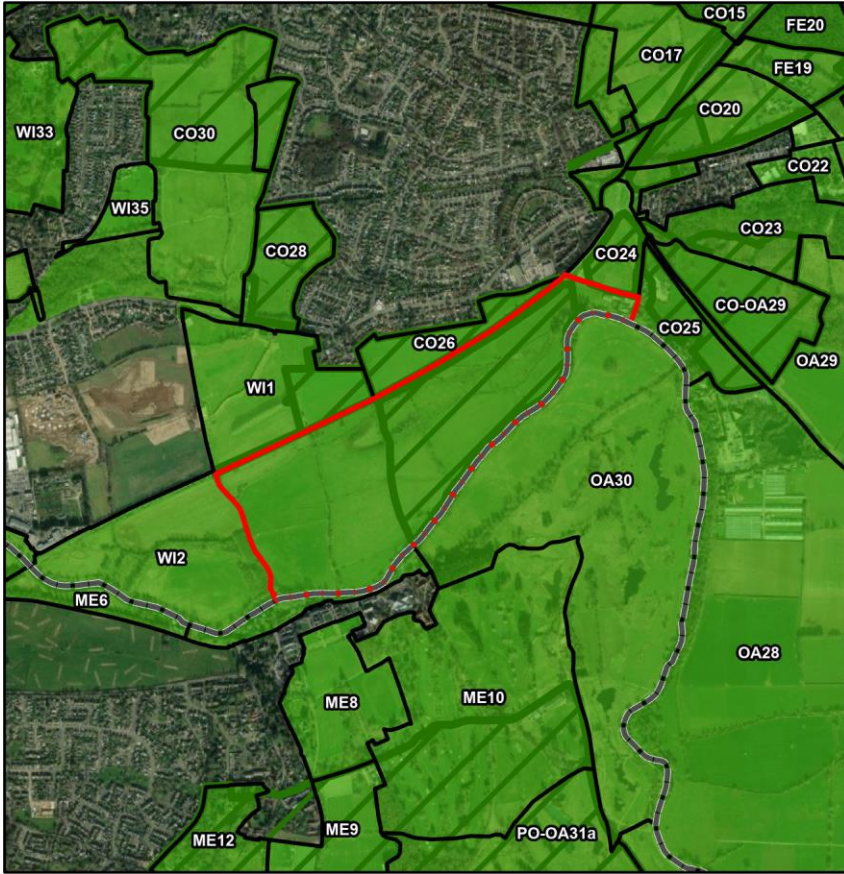 CO15
FE20
CO17
FE19
WI33
CO30
CO20
CO22
WI35
CO23
CO28
CO24
CO-OA29
CO25
CO26
OA29
WI1
OA30
WI2
ME6
OA28
ME8
ME10
ME12
ME9
PO-OA31a